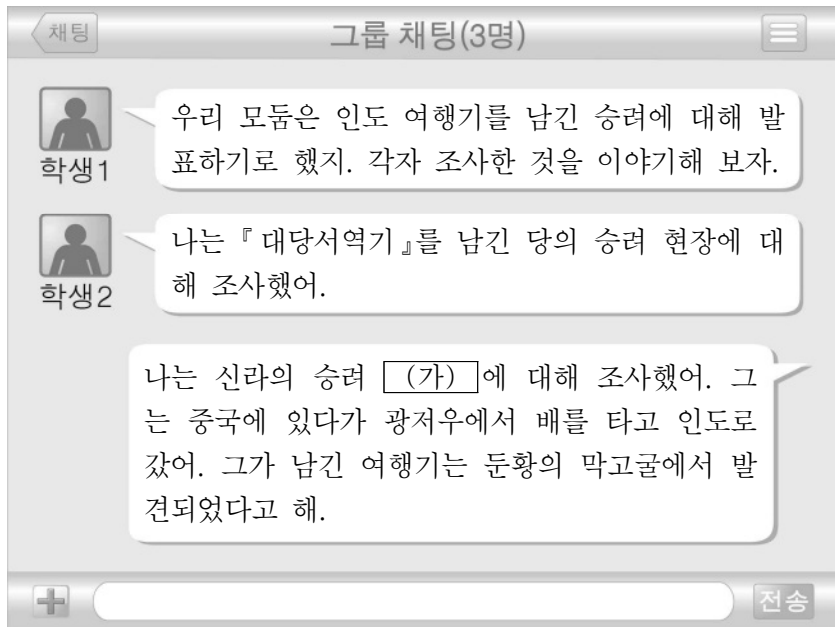 채팅
그룹 채팅(3명)
학생1
우리 모둠은 인도 여행기를 남긴 승려에 대해 발
표하기로 했지. 각자 조사한 것을 이야기해 보자.
학생2
나는 『대당서역기』를 남긴 당의 승려 현장에 대
해 조사했어.
나는 신라의 승려 (가) 에 대해 조사했어. 그
는 중국에 있다가 광저우에서 배를 타고 인도로
갔어. 그가 남긴 여행기는 둔황의 막고굴에서 발
견되었다고 해.
전송